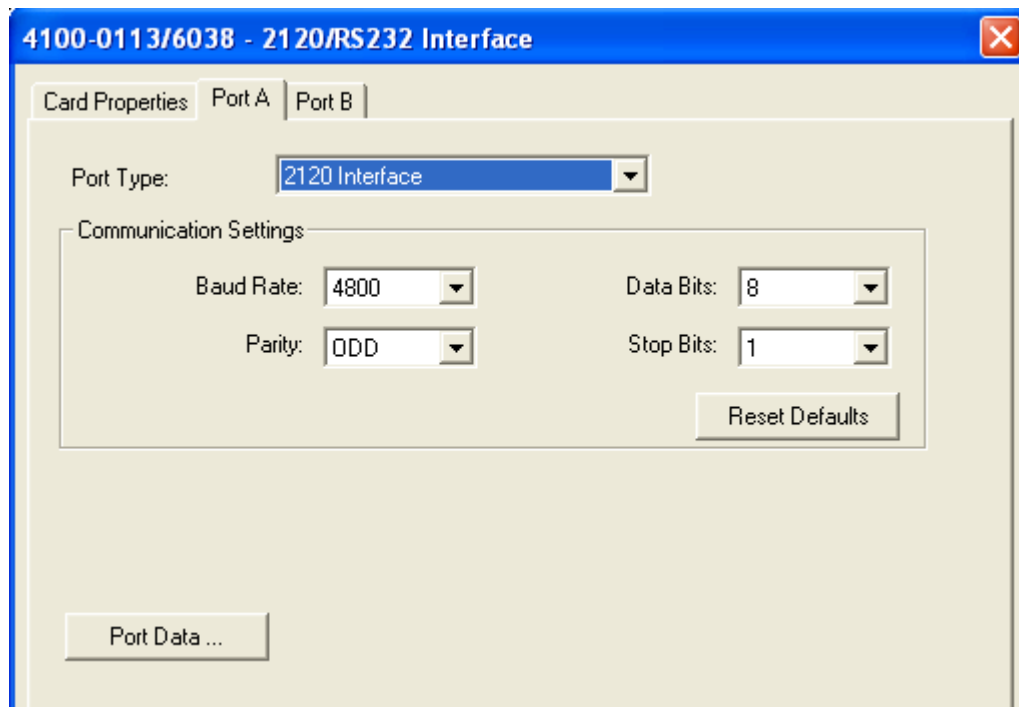 4100-0113/6038 - 2120/RS232 Interface
Card Properties Port A Port B
Port Type: 2120 Interface
Communication Settings
Baud Rate: 4800 Data Bits: 8
Parity: ODD Stop Bits: 1
Reset Defaults
Port Data ...